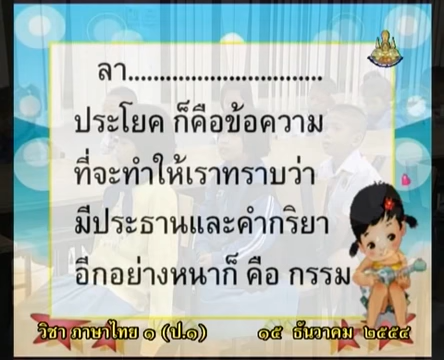 ลา................................
ประโยค ก็คือข้อความ
ที่จะทำให้เราทราบว่า
มีประธานและคำกริยา
อีกอย่างหนาก็ คือ กรรม
วิชา ภาษาไทย ๑ (ป.๑) ๑๕ ธันวาคม ๒๕๕๔